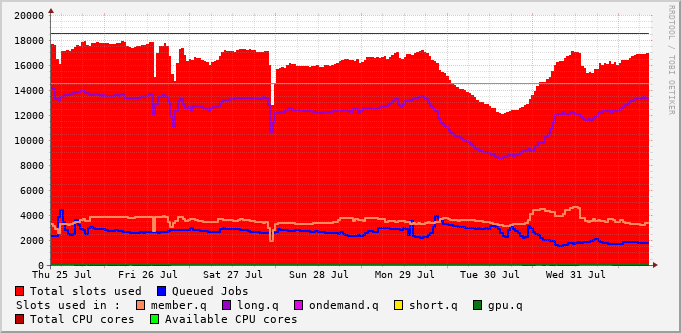 20000
18000
16000
14000
12000
10000
8000
6000
4000
2000
0
Thu 25 Jul Fri 26 Jul Sat 27 Jul Sun 28 Jul Mon 29 Jul Tue 30 Jul Wed 31 Jul
RRDTOOL / TOBI OETIKER
Total slots used Queued Jobs
Slots used in : member.q long.q ondemand.q short.q gpu.q
Total CPU cores Available CPU cores